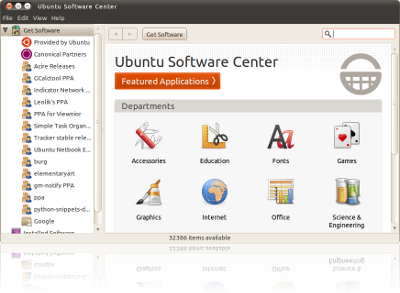 Ubuntu Software Center
File Edit View Help
Get Software
Provided by Ubuntu
Canonical Partners
Acire Releases
GCalctool PPA
Indicator Network ...
Leolik's PPA
PPA for Viewnior
Simple Task Organ...
Tracker stable rele...
Ubuntu Netbook E...
burg
elementaryart
gm-notify PPA
ppa
python-snippets-d...
Google
Installed Software
Get Software
Ubuntu Software Center
Featured Applications
Departments
Accessories
Education
Fonts
Games
Graphics
Internet
Office
Science &
Engineering
32386 items available